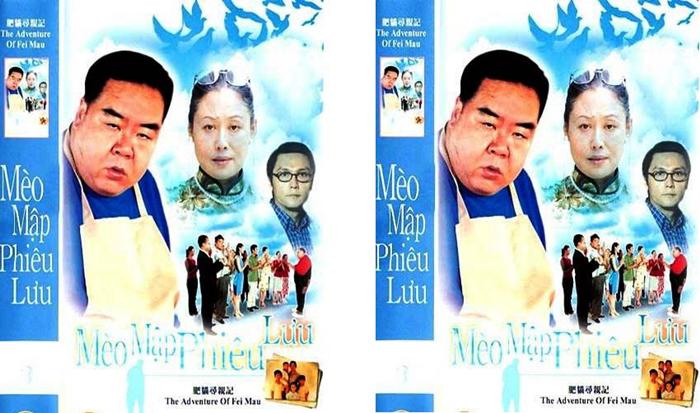 肥貓尋親記
The Adventure
Of Fei Mau
Mèo
Mập
Phiêu
Lưu
3
Mèo Mập Phiêu Lưu
肥貓尋親記
The Adventure Of Fei Mau
肥貓尋親記
The Adventure
Of Fei Mau
Mèo
Mập
Phiêu
Lưu
Mèo Mập Phiêu Lưu
肥貓尋親記
The Adventure Of Fei Mau